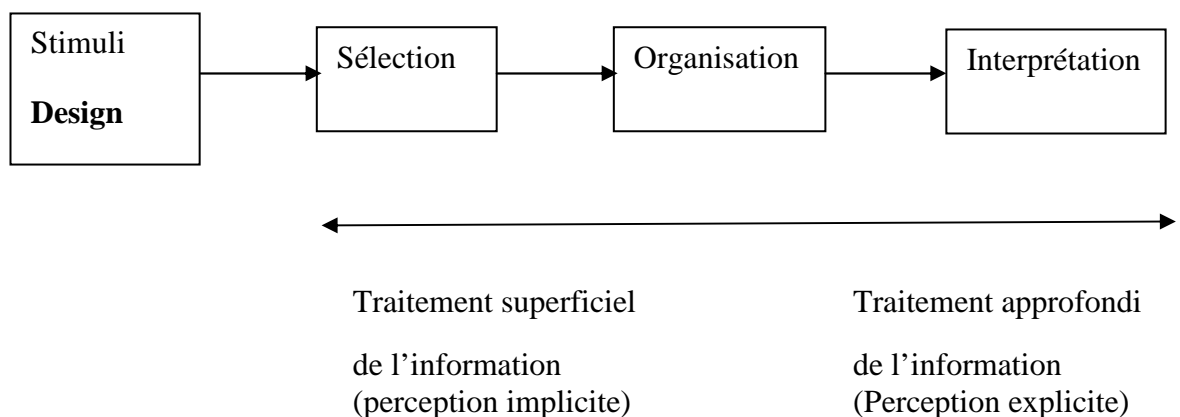 Stimuli
Design
Sélection
Organisation
Interprétation
Traitement superficiel
de l’information
(perception implicite)
Traitement approfondi
de l’information
(Perception explicite)